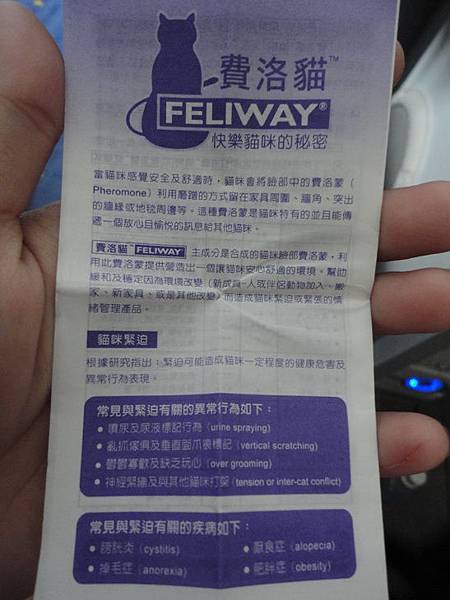 費洛貓™
FELIWAY®
快樂貓咪的秘密
當貓咪感覺安全及舒適時，貓咪會將臉部中的費洛蒙（
Pheromone）利用磨蹭的方式留在家具周圍、牆角、突出
的牆緣或地毯周邊等。這種費洛蒙是貓咪特有的並且能傳
遞一個放心且愉悅的訊息給其他貓咪。
費洛貓 FELIWAY 主成分是合成的貓咪臉部費洛蒙，利
用此費洛蒙提供營造出一個讓貓咪安心舒適的環境，幫助
緩和及穩定因為環境改變（新成員-人或伴侶動物加入、搬
家、新家具、或是其他改變）而造成貓咪緊迫或緊張的情
緒管理產品。
貓咪緊迫
根據研究指出：緊迫可能造成貓咪一定程度的健康危害及
異常行為表現。
常見與緊迫有關的異常行為如下：
• 噴尿及尿液標記行為（urine spraying）
• 亂抓傢俱及垂直面爪痕標記（vertical scratching）
• 鬱鬱寡歡及缺乏玩心（over grooming）
• 神經緊繃及與其他貓咪打架（tension or inter-cat conflict）
常見與緊迫有關的疾病如下：
• 膀胱炎（cystitis） • 厭食症（alopecia）
• 掉毛症（anorexia） • 肥胖症（obesity）